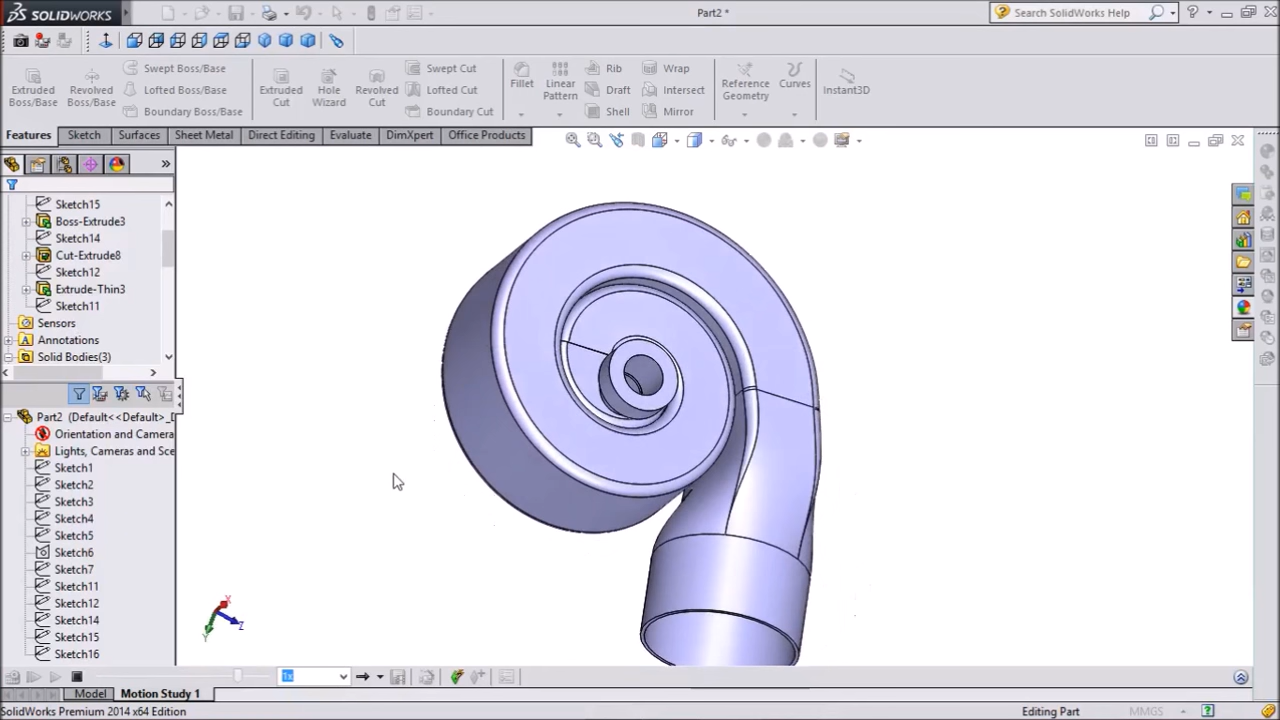 SOLIDWORKS
Part2 *
Search SolidWorks Help
Extruded Boss/Base
Revolved Boss/Base
Swept Boss/Base
Lofted Boss/Base
Boundary Boss/Base
Extruded Cut
Hole Wizard
Revolved Cut
Swept Cut
Lofted Cut
Boundary Cut
Fillet
Linear Pattern
Rib
Draft
Shell
Wrap
Intersect
Mirror
Reference Geometry
Curves
Instant3D
Features
Sketch
Surfaces
Sheet Metal
Direct Editing
Evaluate
DimXpert
Office Products
Sketch15
Boss-Extrude3
Sketch14
Cut-Extrude8
Sketch12
Extrude-Thin3
Sketch11
Sensors
Annotations
Solid Bodies(3)
Part2 (Default<<Default>_D
Orientation and Camera
Lights, Cameras and Sce
Sketch1
Sketch2
Sketch3
Sketch4
Sketch5
Sketch6
Sketch7
Sketch11
Sketch12
Sketch14
Sketch15
Sketch16
X
Y
Z
1x
Model
Motion Study 1
SolidWorks Premium 2014 x64 Edition
Editing Part
MMGS